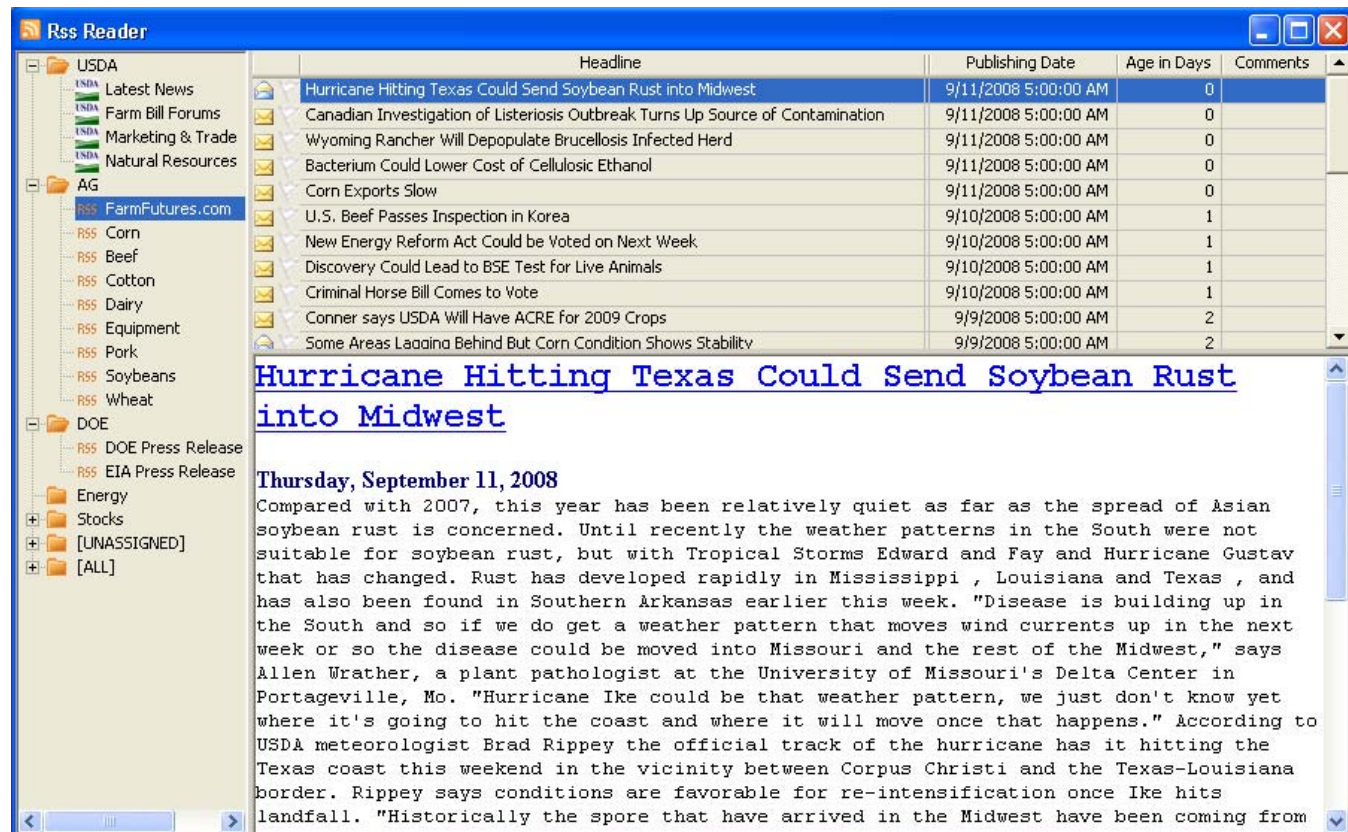 Rss Reader
USDA
USDA Latest News
USDA Farm Bill Forums
USDA Marketing & Trade
USDA Natural Resources
AG
RSS FarmFutures.com
RSS Corn
RSS Beef
RSS Cotton
RSS Dairy
RSS Equipment
RSS Pork
RSS Soybeans
RSS Wheat
DOE
RSS DOE Press Release
RSS EIA Press Release
Energy
Stocks
[UNASSIGNED]
[ALL]
Headline Publishing Date Age in Days Comments
Hurricane Hitting Texas Could Send Soybean Rust into Midwest 9/11/2008 5:00:00 AM 0
Canadian Investigation of Listeriosis Outbreak Turns Up Source of Contamination 9/11/2008 5:00:00 AM 0
Wyoming Rancher Will Depopulate Brucellosis Infected Herd 9/11/2008 5:00:00 AM 0
Bacterium Could Lower Cost of Cellulosic Ethanol 9/11/2008 5:00:00 AM 0
Corn Exports Slow 9/11/2008 5:00:00 AM 0
U.S. Beef Passes Inspection in Korea 9/10/2008 5:00:00 AM 1
New Energy Reform Act Could be Voted on Next Week 9/10/2008 5:00:00 AM 1
Discovery Could Lead to BSE Test for Live Animals 9/10/2008 5:00:00 AM 1
Criminal Horse Bill Comes to Vote 9/10/2008 5:00:00 AM 1
Conner says USDA Will Have ACRE for 2009 Crops 9/9/2008 5:00:00 AM 2
Some Areas Lagging Behind But Corn Condition Shows Stability 9/9/2008 5:00:00 AM 2
Hurricane Hitting Texas Could Send Soybean Rust
into Midwest
Thursday, September 11, 2008
Compared with 2007, this year has been relatively quiet as far as the spread of Asian
soybean rust is concerned. Until recently the weather patterns in the South were not
suitable for soybean rust, but with Tropical Storms Edward and Fay and Hurricane Gustav
that has changed. Rust has developed rapidly in Mississippi , Louisiana and Texas , and
has also been found in Southern Arkansas earlier this week. "Disease is building up in
the South and so if we do get a weather pattern that moves wind currents up in the next
week or so the disease could be moved into Missouri and the rest of the Midwest," says
Allen Wrather, a plant pathologist at the University of Missouri's Delta Center in
Portageville, Mo. "Hurricane Ike could be that weather pattern, we just don't know yet
where it's going to hit the coast and where it will move once that happens." According to
USDA meteorologist Brad Rippey the official track of the hurricane has it hitting the
Texas coast this weekend in the vicinity between Corpus Christi and the Texas-Louisiana
border. Rippey says conditions are favorable for re-intensification once Ike hits
landfall. "Historically the spore that have arrived in the Midwest have been coming from